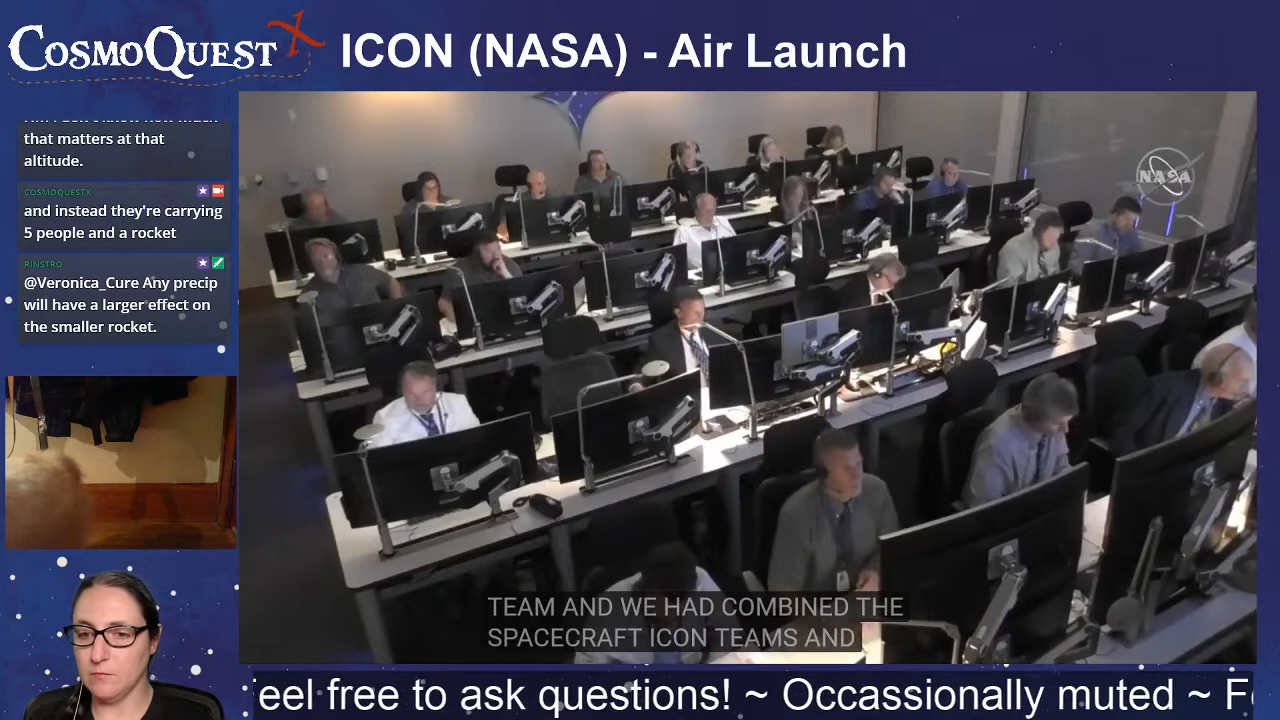 COSMOQUESTX
ICON (NASA) - Air Launch
that matters at that
altitude.
COSMOQUESTX
and instead they're carrying
5 people and a rocket
RINSTRO
@Veronica_Cure Ahy precip
will have a larger effect on
the smaller rocket.
NASA
TEAM AND WE HAD COMBINED THE
SPACECRAFT ICON TEAMS AND
eel free to ask questions! ~ Occassionally muted ~ F